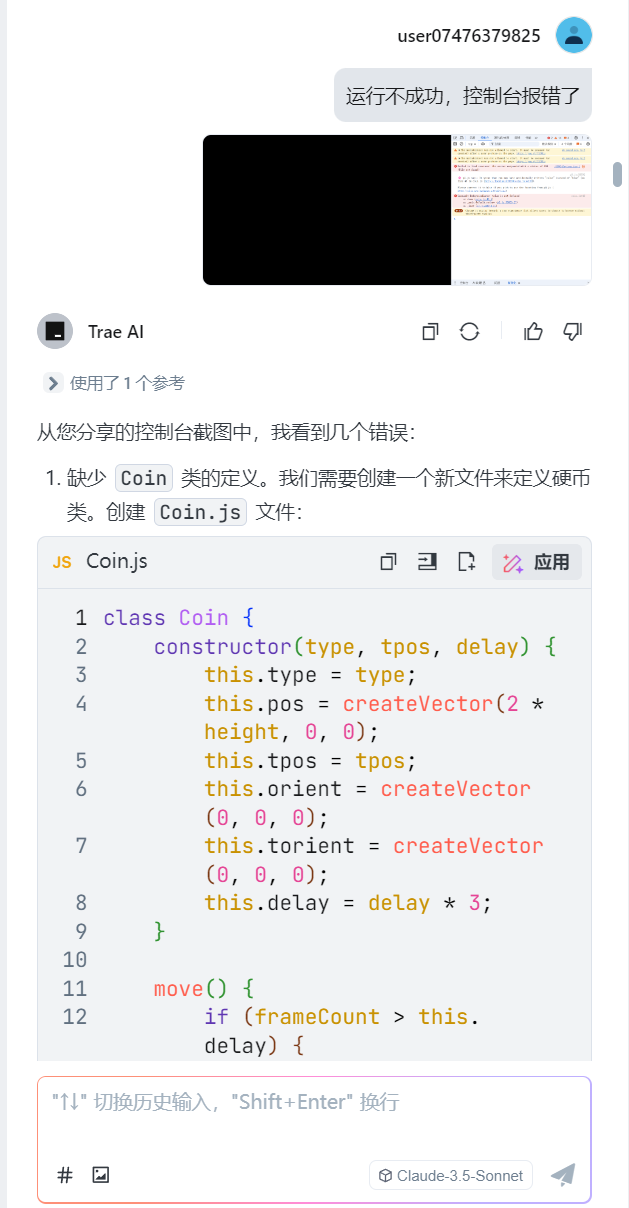 user07476379825
运行不成功，控制台报错了
Trae AI
使用了 1 个参考
从您分享的控制台截图中，我看到几个错误：
1. 缺少 Coin 类的定义。我们需要创建一个新文件来定义硬币
类。创建 Coin.js 文件：
JS Coin.js 应用
1 class Coin {
2 constructor(type, tpos, delay) {
3 this.type = type;
4 this.pos = createVector(2 *
height, 0, 0);
5 this.tpos = tpos;
6 this.orient = createVector
(0, 0, 0);
7 this.torient = createVector
(0, 0, 0);
8 this.delay = delay * 3;
9 }
10
11 move() {
12 if (frameCount > this.
delay) {
"↑↓" 切换历史输入，"Shift+Enter" 换行
# Claude-3.5-Sonnet